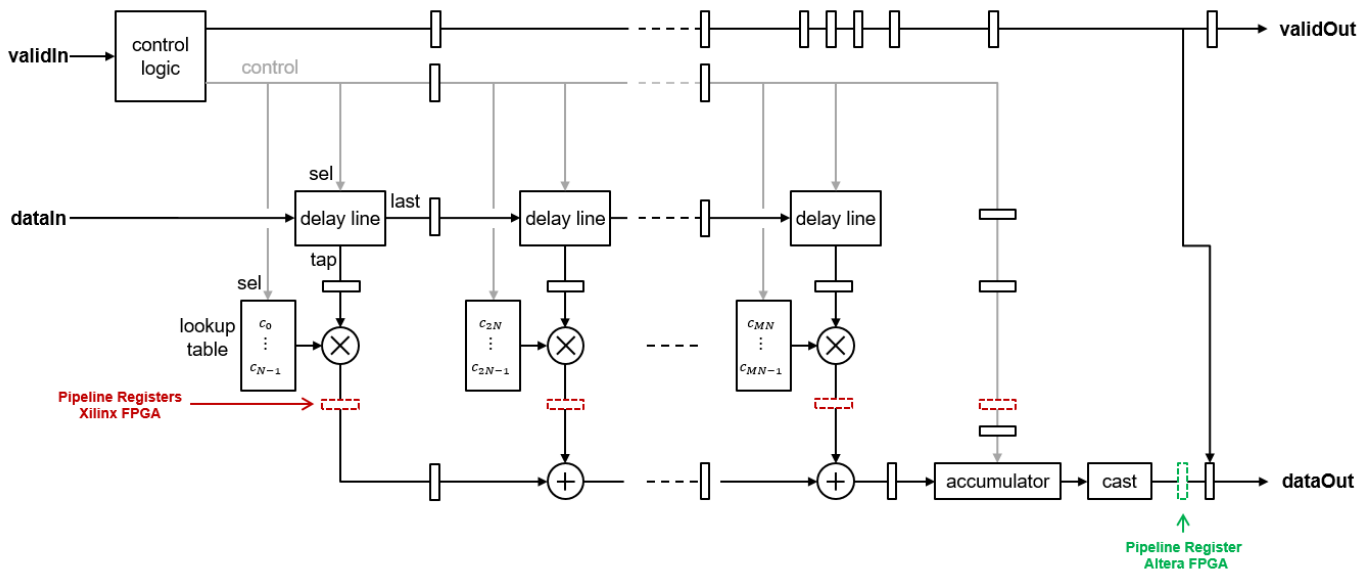 validIn
control
logic
validOut
control
sel
last
dataIn
delay line
delay line
delay line
tap
sel
lookup
table
c0
⋮
cN−1
c2N
⋮
c2N−1
cMN
⋮
cMN−1
Pipeline Registers
Xilinx FPGA
accumulator
cast
dataOut
Pipeline Register
Altera FPGA